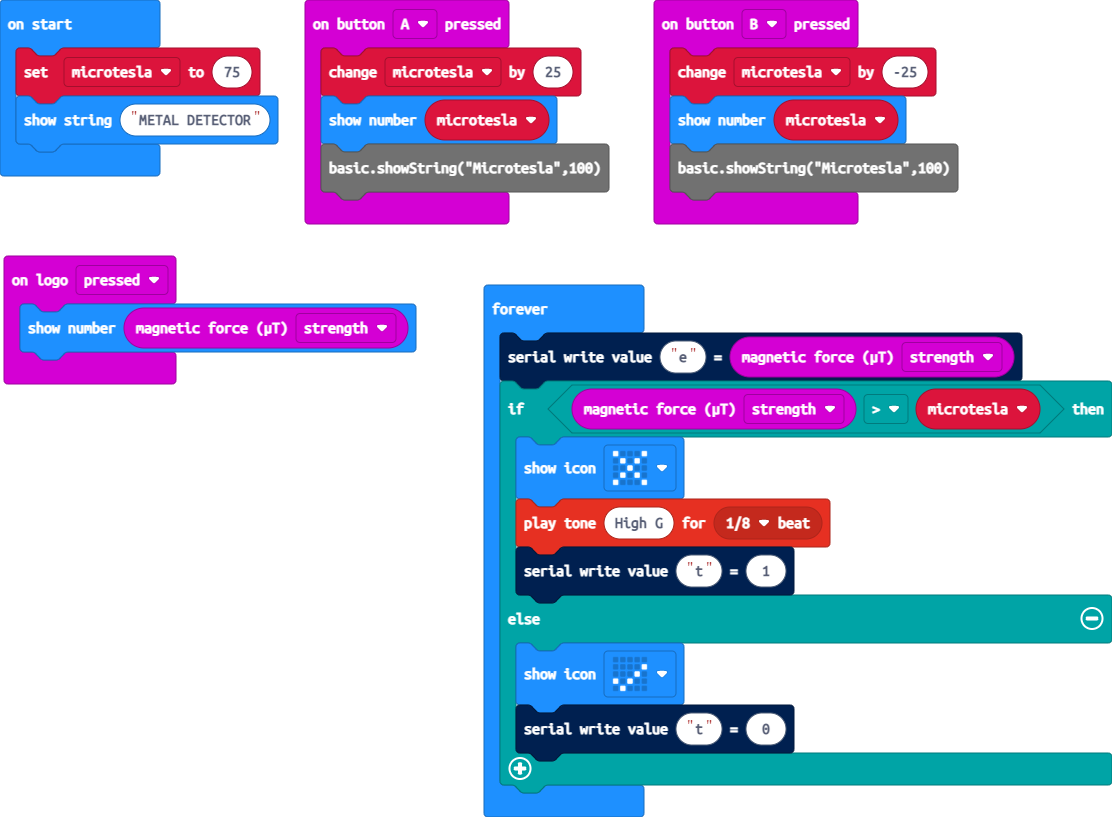 on start
set microtesla to 75
show string "METAL DETECTOR"
on button A pressed
change microtesla by 25
show number microtesla
basic.showString("Microtesla",100)
on button B pressed
change microtesla by -25
show number microtesla
basic.showString("Microtesla",100)
on logo pressed
show number magnetic force (µT) strength
forever
serial write value "e" = magnetic force (µT) strength
if magnetic force (µT) strength > microtesla then
show icon
play tone High G for 1/8 beat
serial write value "t" = 1
else
show icon
serial write value "t" = 0